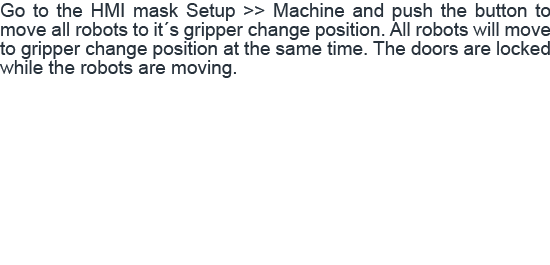 Go to the HMI mask Setup >> Machine and push the button to
move all robots to it´s gripper change position. All robots will move
to gripper change position at the same time. The doors are locked
while the robots are moving.